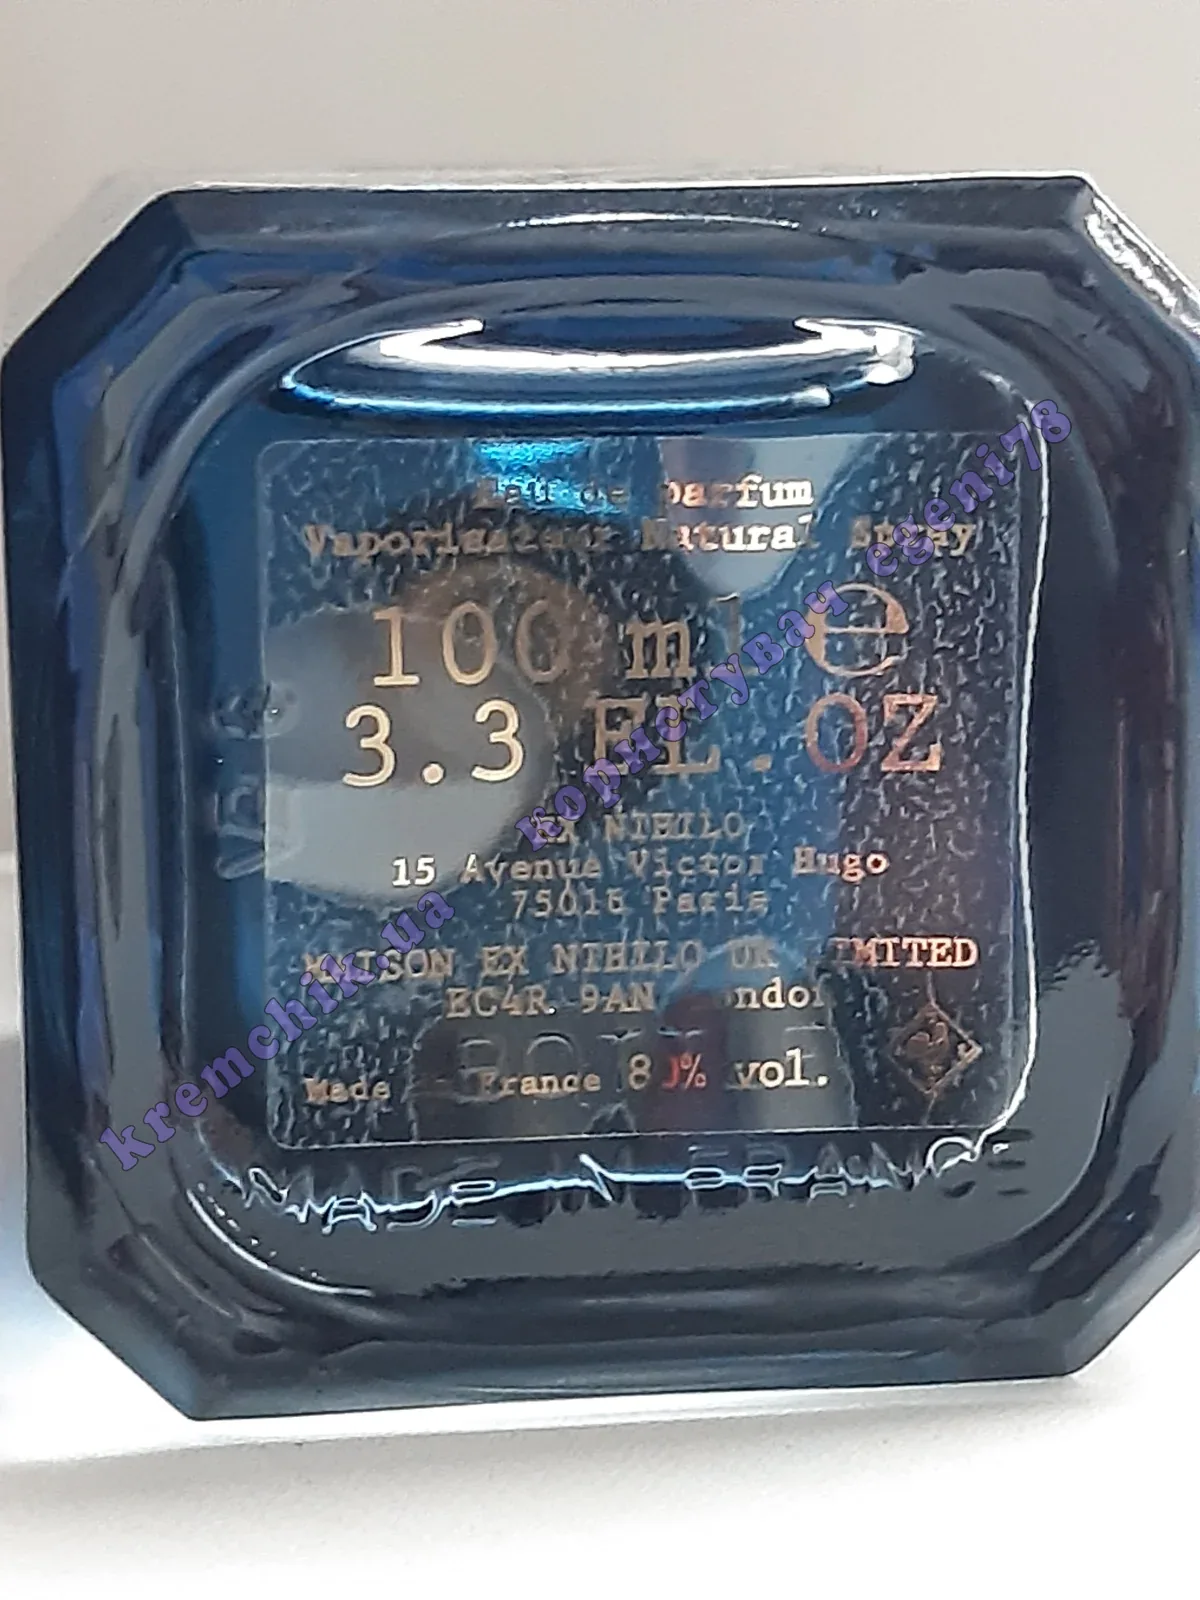 Eau de parfum
Vaporisateur Natural Spray
100 ml e
3.3 FL.OZ
EX NIHILO
15 Avenue Victor Hugo
75016 Paris
MAISON EX NIHILO UK LIMITED
EC4R 9AN London
Made in France 80% vol.
MADE IN FRANCE
kremchik.ua користувач egeni78